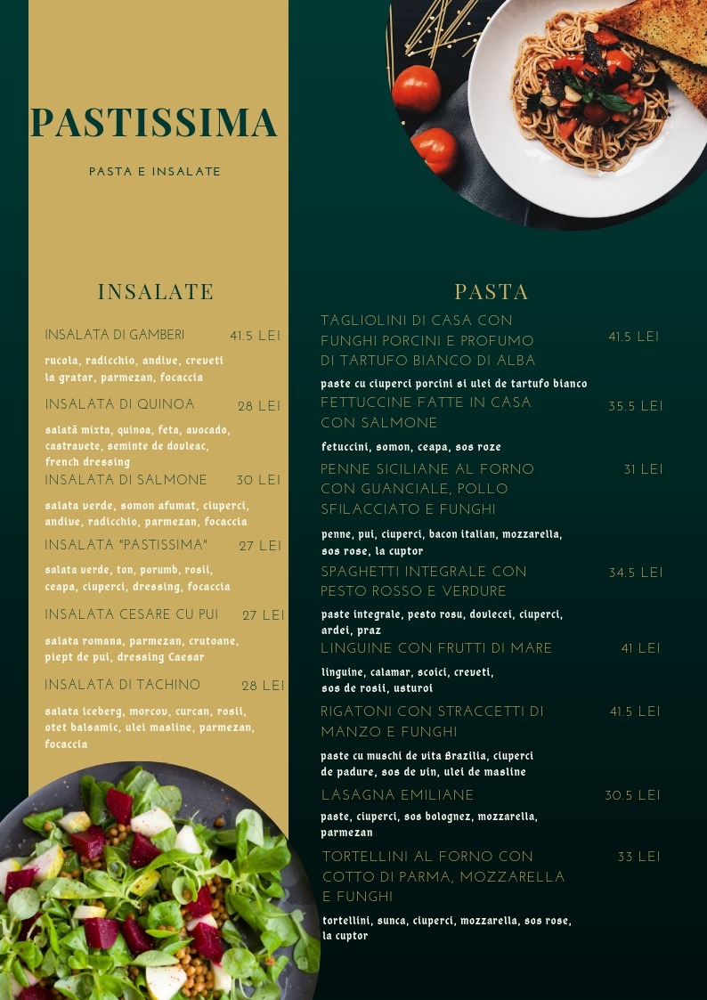 PASTISSIMA
PASTA E INSALATE
INSALATE
INSALATA DI GAMBERI 41.5 LEI
rucola, radicchio, andive, creveti
la gratar, parmezan, focaccia
INSALATA DI QUINOA 28 LEI
salată mixta, quinoa, feta, avocado,
castravete, seminte de dovleac,
french dressing
INSALATA DI SALMONE 30 LEI
salata verde, somon afumat, ciuperci,
andive, radicchio, parmezan, focaccia
INSALATA "PASTISSIMA" 27 LEI
salata verde, ton, porumb, rosii,
ceapa, ciuperci, dressing, focaccia
INSALATA CESARE CU PUI 27 LEI
salata romana, parmezan, crutoane,
piept de pui, dressing Caesar
INSALATA DI TACHINO 28 LEI
salata iceberg, morcov, curcan, rosii,
otet balsamic, ulei masline, parmezan,
focaccia
PASTA
TAGLIOLINI DI CASA CON
FUNGHI PORCINI E PROFUMO 41.5 LEI
DI TARTUFO BIANCO DI ALBA
paste cu ciuperci porcini si ulei de tartufo bianco
FETTUCCINE FATTE IN CASA 35.5 LEI
CON SALMONE
fetuccini, somon, ceapa, sos roze
PENNE SICILIANE AL FORNO 31 LEI
CON GUANCIALE, POLLO
SFILACCIATO E FUNGHI
penne, pui, ciuperci, bacon italian, mozzarella,
sos rose, la cuptor
SPAGHETTI INTEGRALE CON 34.5 LEI
PESTO ROSSO E VERDURE
paste integrale, pesto rosu, dovlecei, ciuperci,
ardei, praz
LINGUINE CON FRUTTI DI MARE 41 LEI
linguine, calamar, scoici, creveti,
sos de rosii, usturoi
RIGATONI CON STRACCETTI DI 41.5 LEI
MANZO E FUNGHI
paste cu muschi de vita Brazilia, ciuperci
de padure, sos de vin, ulei de masline
LASAGNA EMILIANE 30.5 LEI
paste, ciuperci, sos bolognez, mozzarella,
parmezan
TORTELLINI AL FORNO CON 33 LEI
COTTO DI PARMA, MOZZARELLA
E FUNGHI
tortellini, sunca, ciuperci, mozzarella, sos rose,
la cuptor